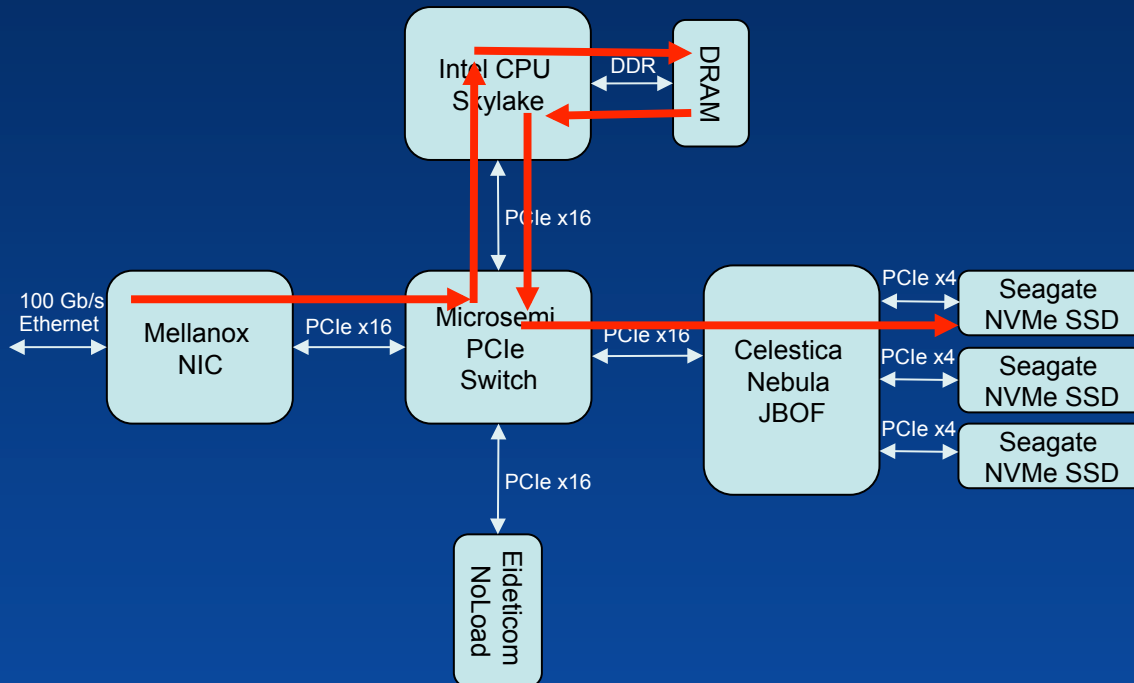 Intel CPU
Skylake
DDR
DRAM
PCIe x16
100 Gb/s
Ethernet
Mellanox
NIC
PCIe x16
Microsemi
PCIe
Switch
PCIe x16
Celestica
Nebula
JBOF
PCIe x4
Seagate
NVMe SSD
PCIe x4
Seagate
NVMe SSD
PCIe x4
Seagate
NVMe SSD
PCIe x16
Eideticom
NoLoad